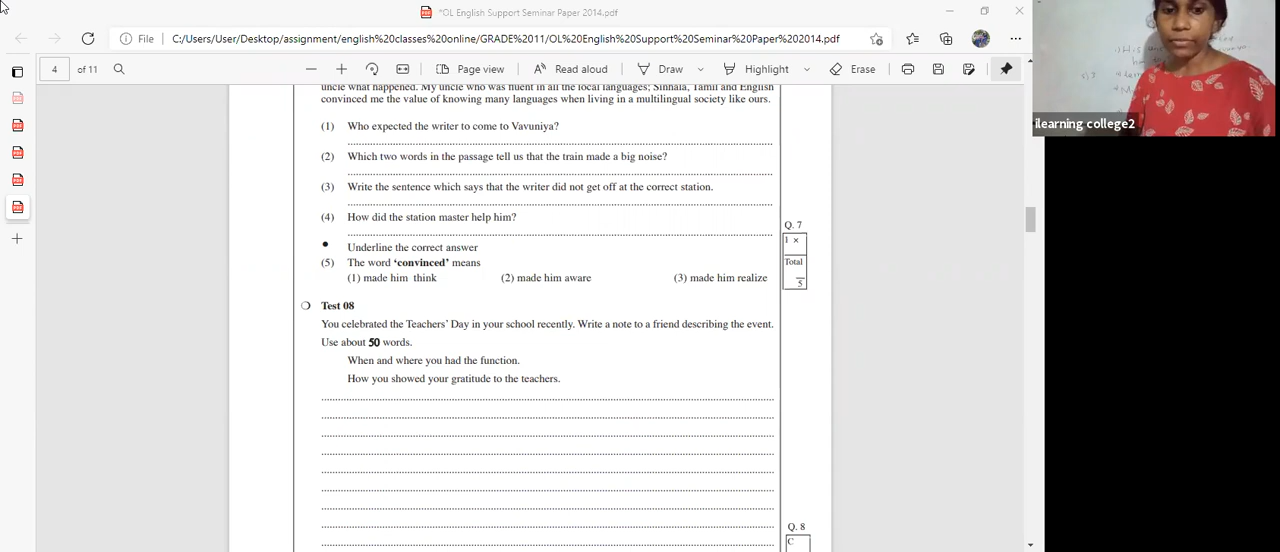 *OL English Support Seminar Paper 2014.pdf
File C:/Users/User/Desktop/assignment/english%20classes%20online/GRADE%2011/OL%20English%20Support%20Seminar%20Paper%202014.pdf
4 of 11 Page view Read aloud Draw Highlight Erase
ilearning college2
uncle what happened. My uncle who was fluent in all the local languages; Sinhala, Tamil and English
convinced me the value of knowing many languages when living in a multilingual society like ours.
(1) Who expected the writer to come to Vavuniya?
(2) Which two words in the passage tell us that the train made a big noise?
(3) Write the sentence which says that the writer did not get off at the correct station.
(4) How did the station master help him?
• Underline the correct answer
(5) The word ‘convinced’ means
(1) made him think (2) made him aware (3) made him realize
Q. 7
1 ×
Total
5
Test 08
You celebrated the Teachers’ Day in your school recently. Write a note to a friend describing the event.
Use about 50 words.
When and where you had the function.
How you showed your gratitude to the teachers.
Q. 8
C